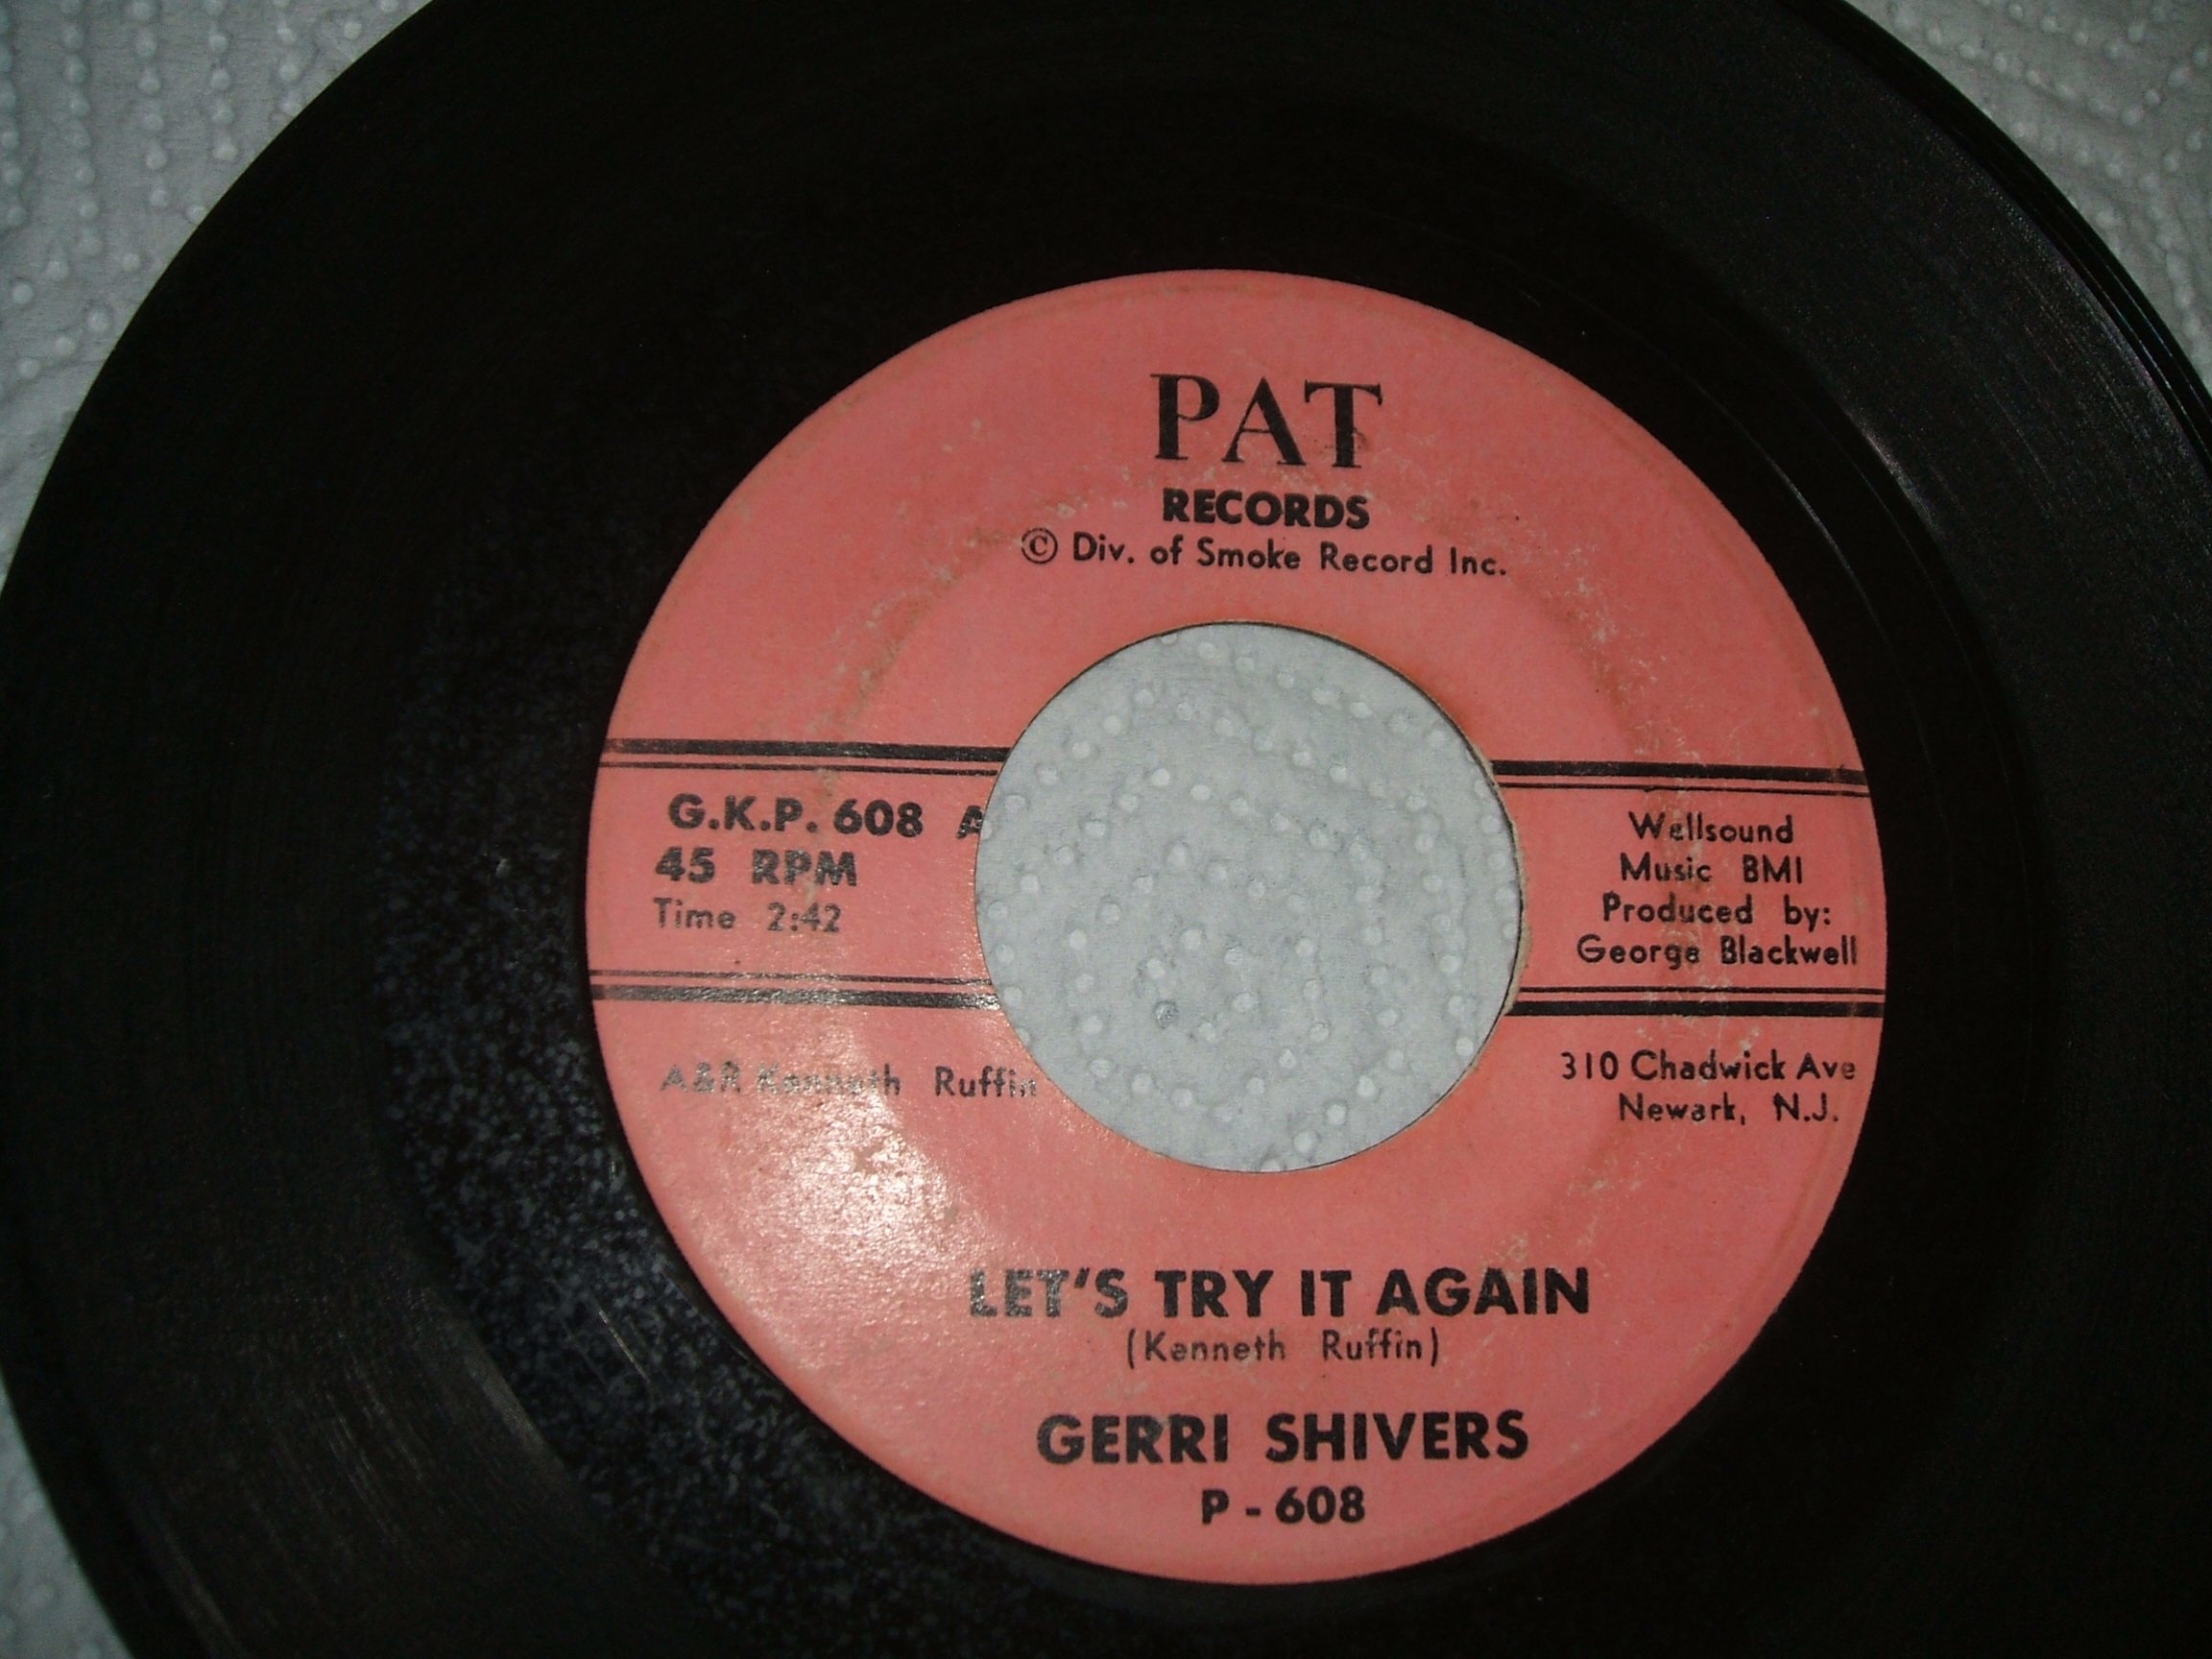 PAT
RECORDS
© Div. of Smoke Record Inc.
G.K.P. 608 A
45 RPM
Time 2:42
Wellsound
Music BMI
Produced by:
George Blackwell
A&R Kenneth Ruffin
310 Chadwick Ave
Newark, N.J.
LET'S TRY IT AGAIN
(Kenneth Ruffin)
GERRI SHIVERS
P - 608